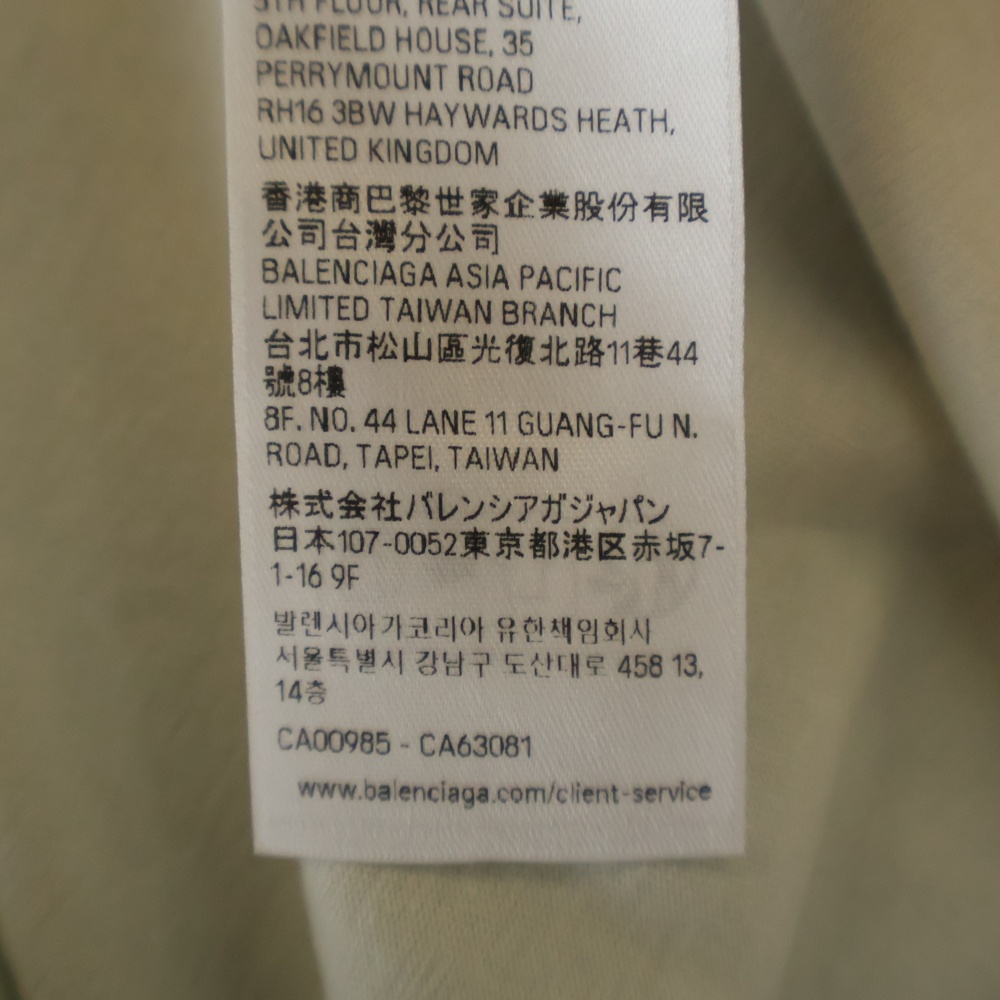 5TH FLOOR, REAR SUITE,
OAKFIELD HOUSE, 35
PERRYMOUNT ROAD
RH16 3BW HAYWARDS HEATH,
UNITED KINGDOM
香港商巴黎世家企業股份有限
公司台灣分公司
BALENCIAGA ASIA PACIFIC
LIMITED TAIWAN BRANCH
台北市松山區光復北路11巷44
號8樓
8F. NO. 44 LANE 11 GUANG-FU N.
ROAD, TAPEI, TAIWAN
株式会社バレンシアガジャパン
日本107-0052東京都港区赤坂7-
1-16 9F
발렌시아가코리아 유한책임회사
서울특별시 강남구 도산대로 458 13,
14층
CA00985 - CA63081
www.balenciaga.com/client-service